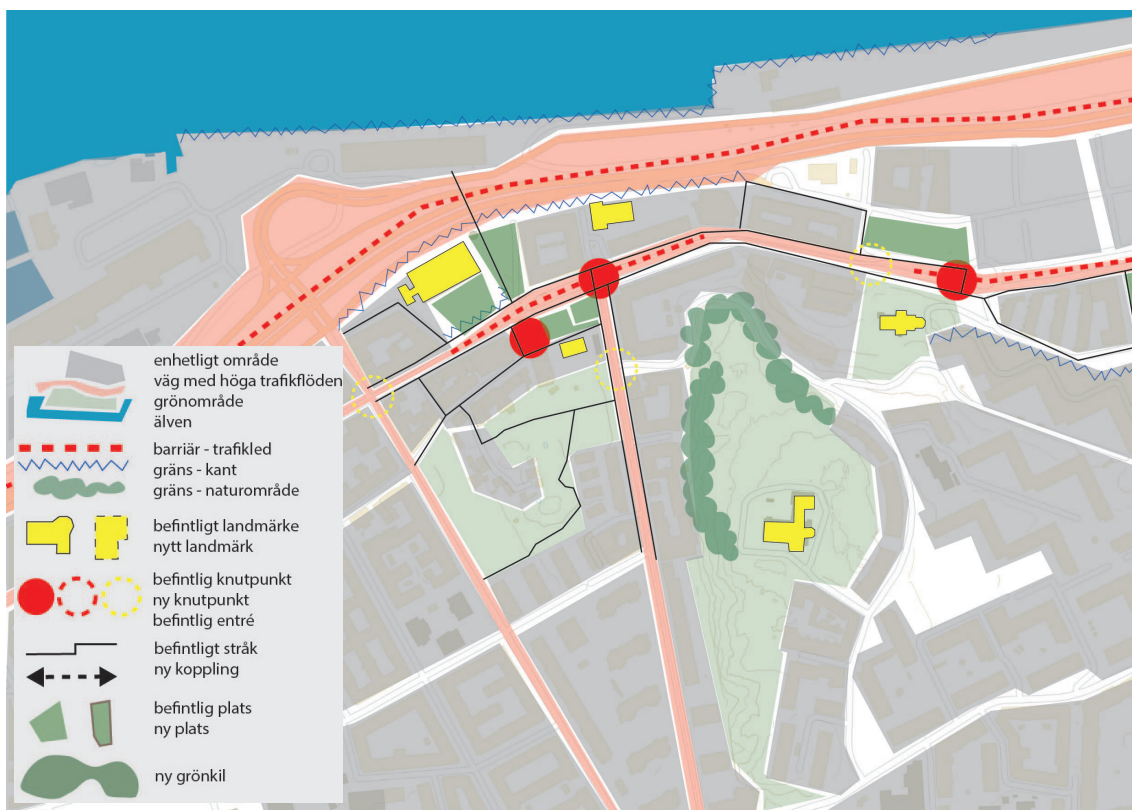 enhetligt område
väg med höga trafikflöden
grönområde
älven
barriär - trafikled
gräns - kant
gräns - naturområde
befintligt landmärke
nytt landmärk
befintlig knutpunkt
ny knutpunkt
befintlig entré
befintligt stråk
ny koppling
befintlig plats
ny plats
ny grönkil